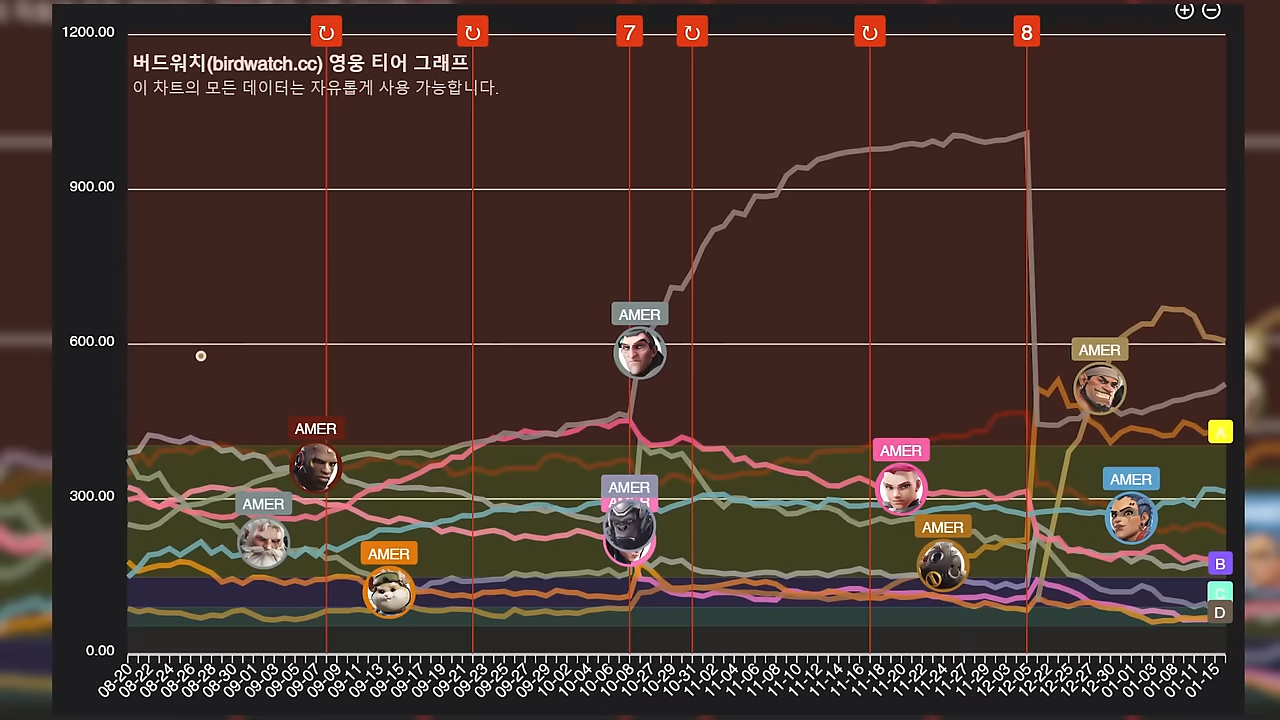 ↻ ↻ 7 ↻ ↻ 8
1200.00
버드워치(birdwatch.cc) 영웅 티어 그래프
이 차트의 모든 데이터는 자유롭게 사용 가능합니다.
900.00
AMER
600.00
AMER
AMER
A
AMER
AMER
AMER
AMER
300.00
AMER
AMER
AMER
AMER
B
C
D
0.00
08-20 08-22 08-24 08-26 08-28 08-30 09-01 09-03 09-05 09-07 09-09 09-11 09-13 09-15 09-17 09-19 09-21 09-23 09-25 09-27 09-29 10-02 10-04 10-06 10-08 10-27 10-29 10-31 11-02 11-04 11-06 11-08 11-10 11-12 11-14 11-16 11-18 11-20 11-22 11-24 11-27 11-29 12-03 12-05 12-23 12-25 12-27 12-30 01-01 01-03 01-08 01-11 01-15